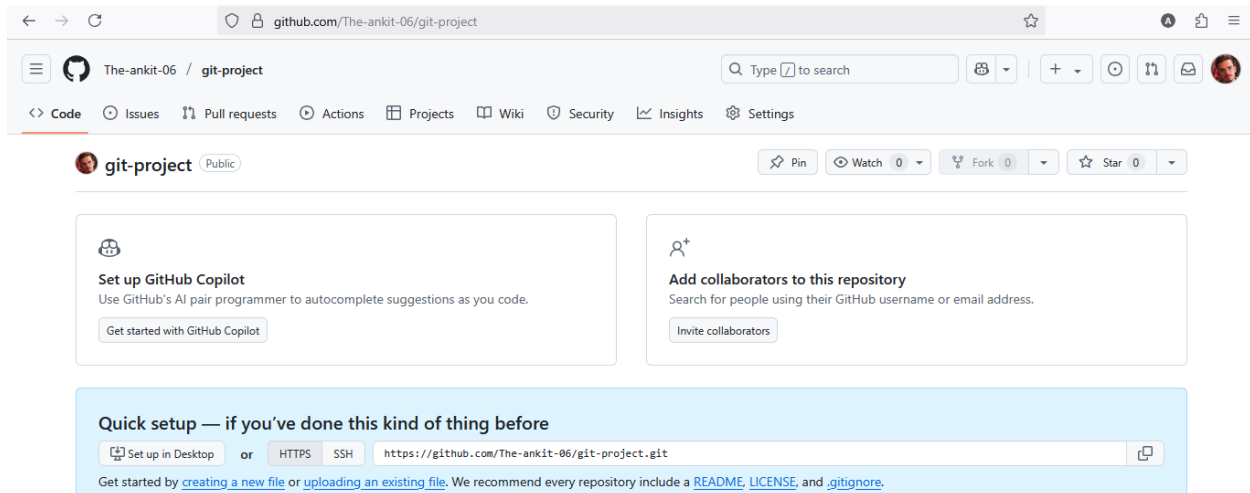 github.com/The-ankit-06/git-project
A
The-ankit-06 / git-project
Type / to search
Code Issues Pull requests Actions Projects Wiki Security Insights Settings
git-project Public
Pin Watch 0 Fork 0 Star 0
Set up GitHub Copilot
Use GitHub's AI pair programmer to autocomplete suggestions as you code.
Get started with GitHub Copilot
Add collaborators to this repository
Search for people using their GitHub username or email address.
Invite collaborators
Quick setup — if you've done this kind of thing before
Set up in Desktop or HTTPS SSH https://github.com/The-ankit-06/git-project.git
Get started by creating a new file or uploading an existing file. We recommend every repository include a README, LICENSE, and .gitignore.